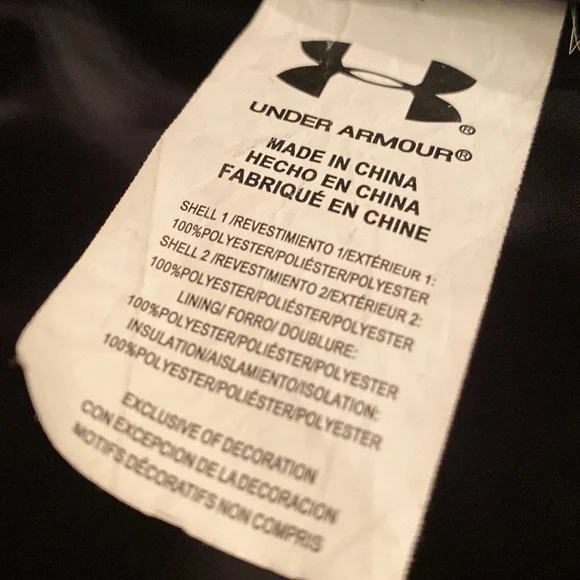 UNDER ARMOUR®
MADE IN CHINA
HECHO EN CHINA
FABRIQUÉ EN CHINE
SHELL 1 /REVESTIMIENTO 1/EXTÉRIEUR 1:
100%POLYESTER/POLIÉSTER/POLYESTER
SHELL 2 /REVESTIMIENTO 2/EXTÉRIEUR 2:
100%POLYESTER/POLIÉSTER/POLYESTER
LINING/ FORRO/ DOUBLURE:
100%POLYESTER/POLIÉSTER/POLYESTER
INSULATION/AISLAMIENTO/ISOLATION:
100%POLYESTER/POLIÉSTER/POLYESTER
EXCLUSIVE OF DECORATION
CON EXCEPCION DE LA DECORACION
MOTIFS DÉCORATIFS NON COMPRIS